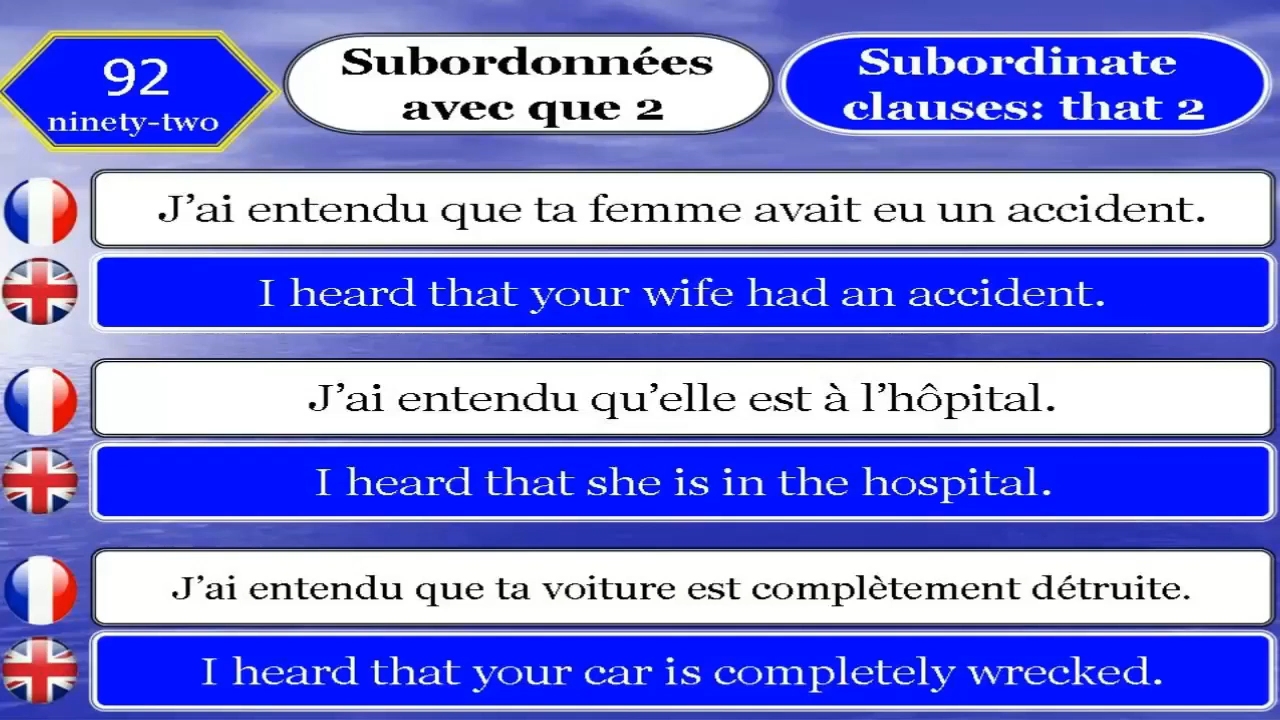 92
ninety-two
Subordonnées
avec que 2
Subordinate
clauses: that 2
J’ai entendu que ta femme avait eu un accident.
I heard that your wife had an accident.
J’ai entendu qu’elle est à l’hôpital.
I heard that she is in the hospital.
J’ai entendu que ta voiture est complètement détruite.
I heard that your car is completely wrecked.